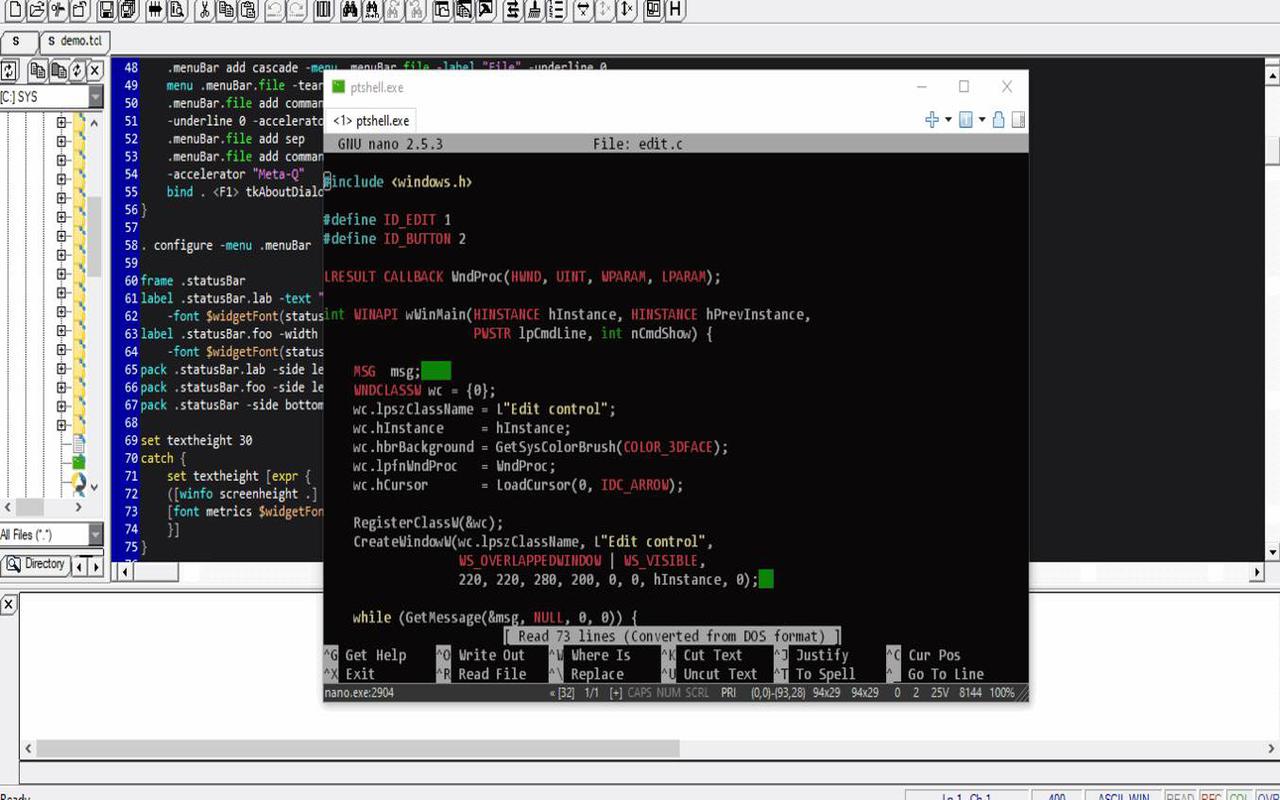 S
S demo.tcl
[C:] SYS
All Files (*.*)
Directory
48 .menuBar add cascade -menu .menuBar.file -label "File" -underline 0
49 menu .menuBar.file -tear
50 .menuBar.file add comman
51 -underline 0 -accelerato
52 .menuBar.file add sep
53 .menuBar.file add comman
54 -accelerator "Meta-Q"
55 bind . <F1> tkAboutDialo
56 }
57
58 . configure -menu .menuBar
59
60 frame .statusBar
61 label .statusBar.lab -text "
62 -font $widgetFont(status
63 label .statusBar.foo -width
64 -font $widgetFont(status
65 pack .statusBar.lab -side le
66 pack .statusBar.foo -side le
67 pack .statusBar -side bottom
68
69 set textheight 30
70 catch {
71 set textheight [expr {
72 ([winfo screenheight .]
73 [font metrics $widgetFon
74 }]
75 }
ptshell.exe
<1> ptshell.exe
GNU nano 2.5.3 File: edit.c
#include <windows.h>
#define ID_EDIT 1
#define ID_BUTTON 2
LRESULT CALLBACK WndProc(HWND, UINT, WPARAM, LPARAM);
int WINAPI wWinMain(HINSTANCE hInstance, HINSTANCE hPrevInstance,
PWSTR lpCmdLine, int nCmdShow) {
MSG msg;
WNDCLASSW wc = {0};
wc.lpszClassName = L"Edit control";
wc.hInstance = hInstance;
wc.hbrBackground = GetSysColorBrush(COLOR_3DFACE);
wc.lpfnWndProc = WndProc;
wc.hCursor = LoadCursor(0, IDC_ARROW);
RegisterClassW(&wc);
CreateWindowW(wc.lpszClassName, L"Edit control",
WS_OVERLAPPEDWINDOW | WS_VISIBLE,
220, 220, 280, 200, 0, 0, hInstance, 0);
while (GetMessage(&msg, NULL, 0, 0)) {
[ Read 73 lines (Converted from DOS format) ]
^G Get Help ^O Write Out ^W Where Is ^K Cut Text ^J Justify ^C Cur Pos
^X Exit ^R Read File ^\ Replace ^U Uncut Text ^T To Spell ^_ Go To Line
nano.exe:2904 « [32] 1/1 [+] CAPS NUM SCRL PRI (0,0)-(93,28) 94x29 94x29 0 2 25V 8144 100%
Ready Ln 1, Ch 1 400 ASCII, WIN READ REC COL OVR